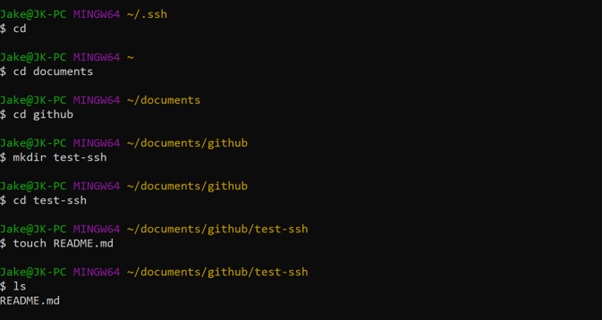 Jake@JK-PC MINGW64 ~/.ssh
$ cd
Jake@JK-PC MINGW64 ~
$ cd documents
Jake@JK-PC MINGW64 ~/documents
$ cd github
Jake@JK-PC MINGW64 ~/documents/github
$ mkdir test-ssh
Jake@JK-PC MINGW64 ~/documents/github
$ cd test-ssh
Jake@JK-PC MINGW64 ~/documents/github/test-ssh
$ touch README.md
Jake@JK-PC MINGW64 ~/documents/github/test-ssh
$ ls
README.md